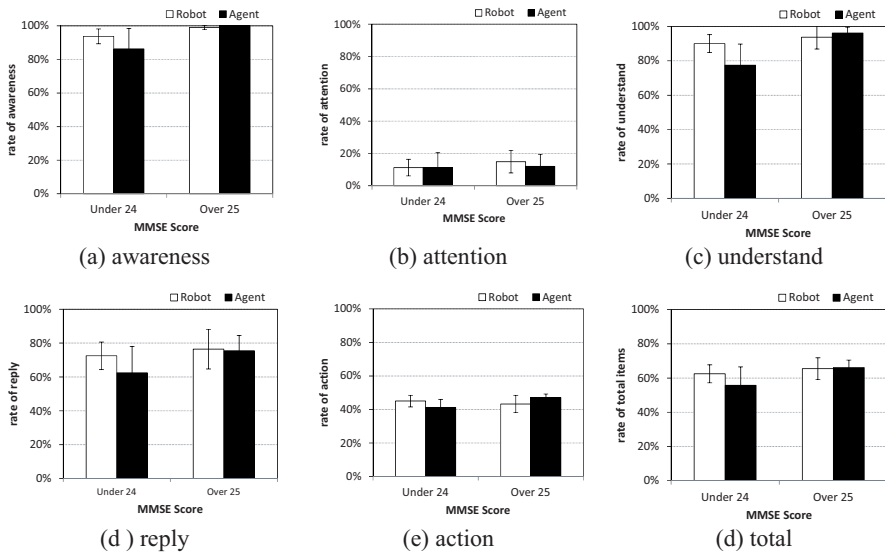 Robot Agent
100%
80%
60%
40%
20%
0%
rate of awareness
Under 24 Over 25
MMSE Score
(a) awareness
Robot Agent
100%
80%
60%
40%
20%
0%
rate of attention
Under 24 Over 25
MMSE Score
(b) attention
Robot Agent
100%
80%
60%
40%
20%
0%
rate of understand
Under 24 Over 25
MMSE Score
(c) understand
Robot Agent
100%
80%
60%
40%
20%
0%
rate of reply
Under 24 Over 25
MMSE Score
(d ) reply
Robot Agent
100%
80%
60%
40%
20%
0%
rate of action
Under 24 Over 25
MMSE Score
(e) action
Robot Agent
100%
80%
60%
40%
20%
0%
rate of total items
Under 24 Over 25
MMSE Score
(d) total